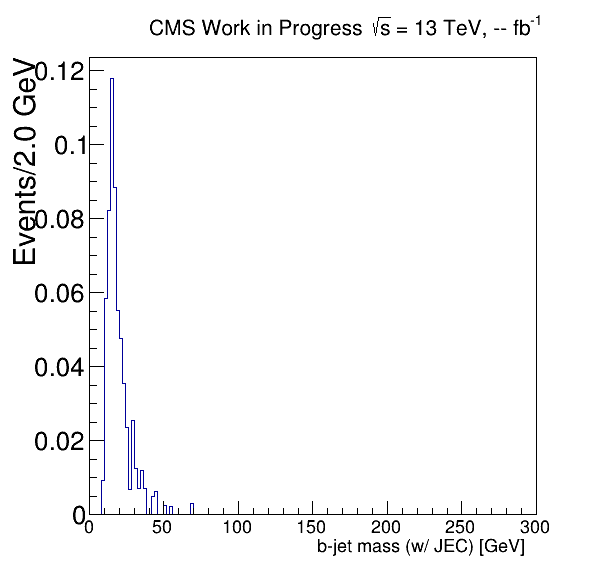 CMS Work in Progress √s = 13 TeV, -- fb-1
Events/2.0 GeV
0.12
0.1
0.08
0.06
0.04
0.02
0
0 50 100 150 200 250 300
b-jet mass (w/ JEC) [GeV]